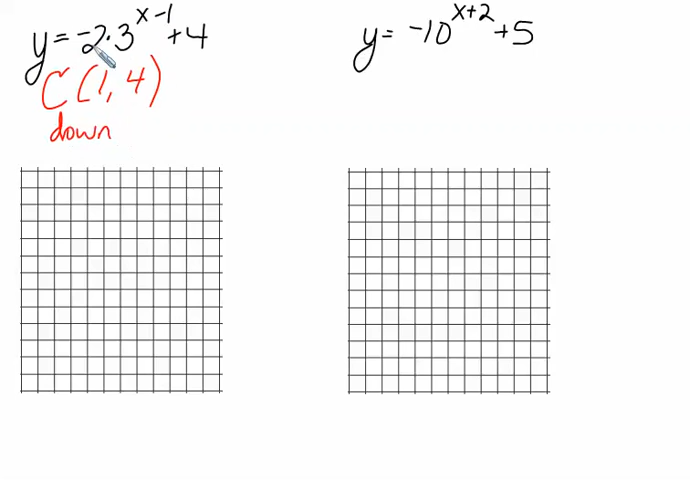 y = -2·3^(x-1) + 4
C (1, 4)
down
y = -10^(x+2) + 5